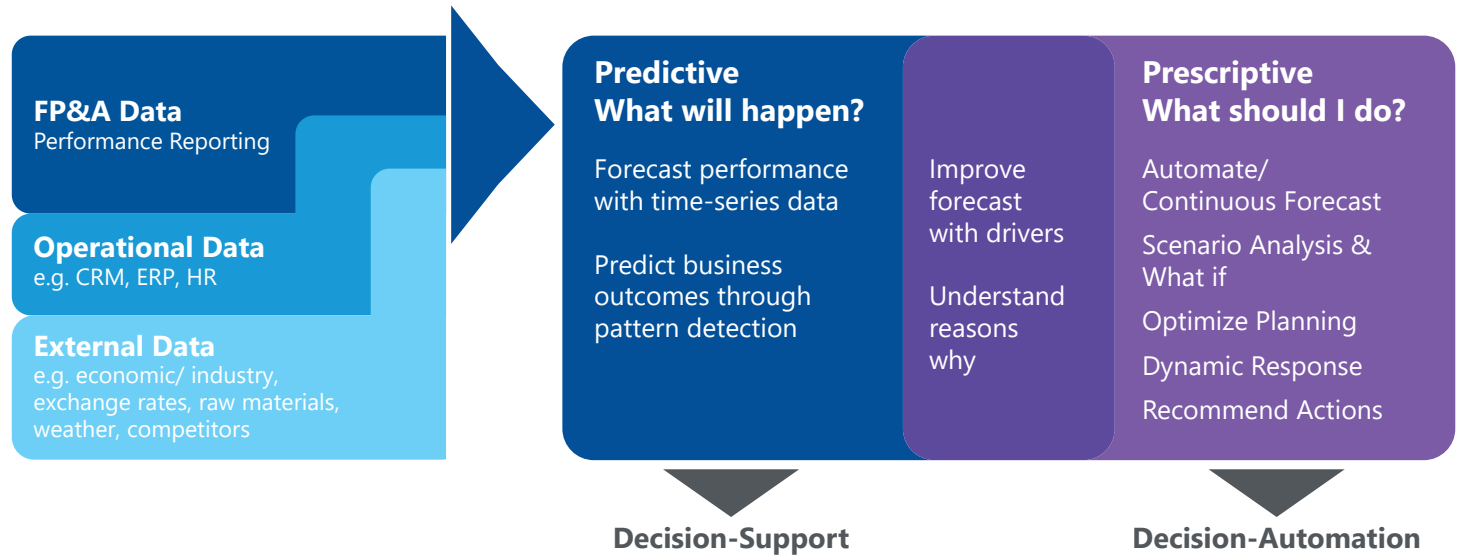 FP&A Data
Performance Reporting
Operational Data
e.g. CRM, ERP, HR
External Data
e.g. economic/ industry,
exchange rates, raw materials,
weather, competitors
Predictive
What will happen?
Forecast performance
with time-series data
Predict business
outcomes through
pattern detection
Improve
forecast
with drivers
Understand
reasons
why
Prescriptive
What should I do?
Automate/
Continuous Forecast
Scenario Analysis &
What if
Optimize Planning
Dynamic Response
Recommend Actions
Decision-Support
Decision-Automation